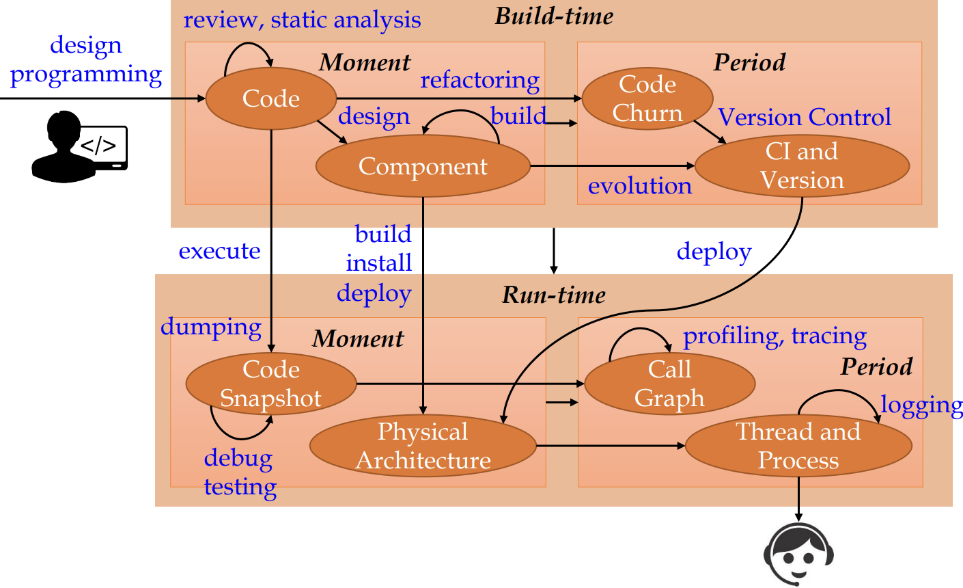 Build-time
review, static analysis
design
programming
Moment
Period
refactoring
Code
Code
Churn
design
build
Version Control
Component
CI and
Version
evolution
</>
execute
build
install
deploy
deploy
Run-time
dumping
Moment
profiling, tracing
Period
Code
Snapshot
Call
Graph
logging
Physical
Architecture
Thread and
Process
debug
testing